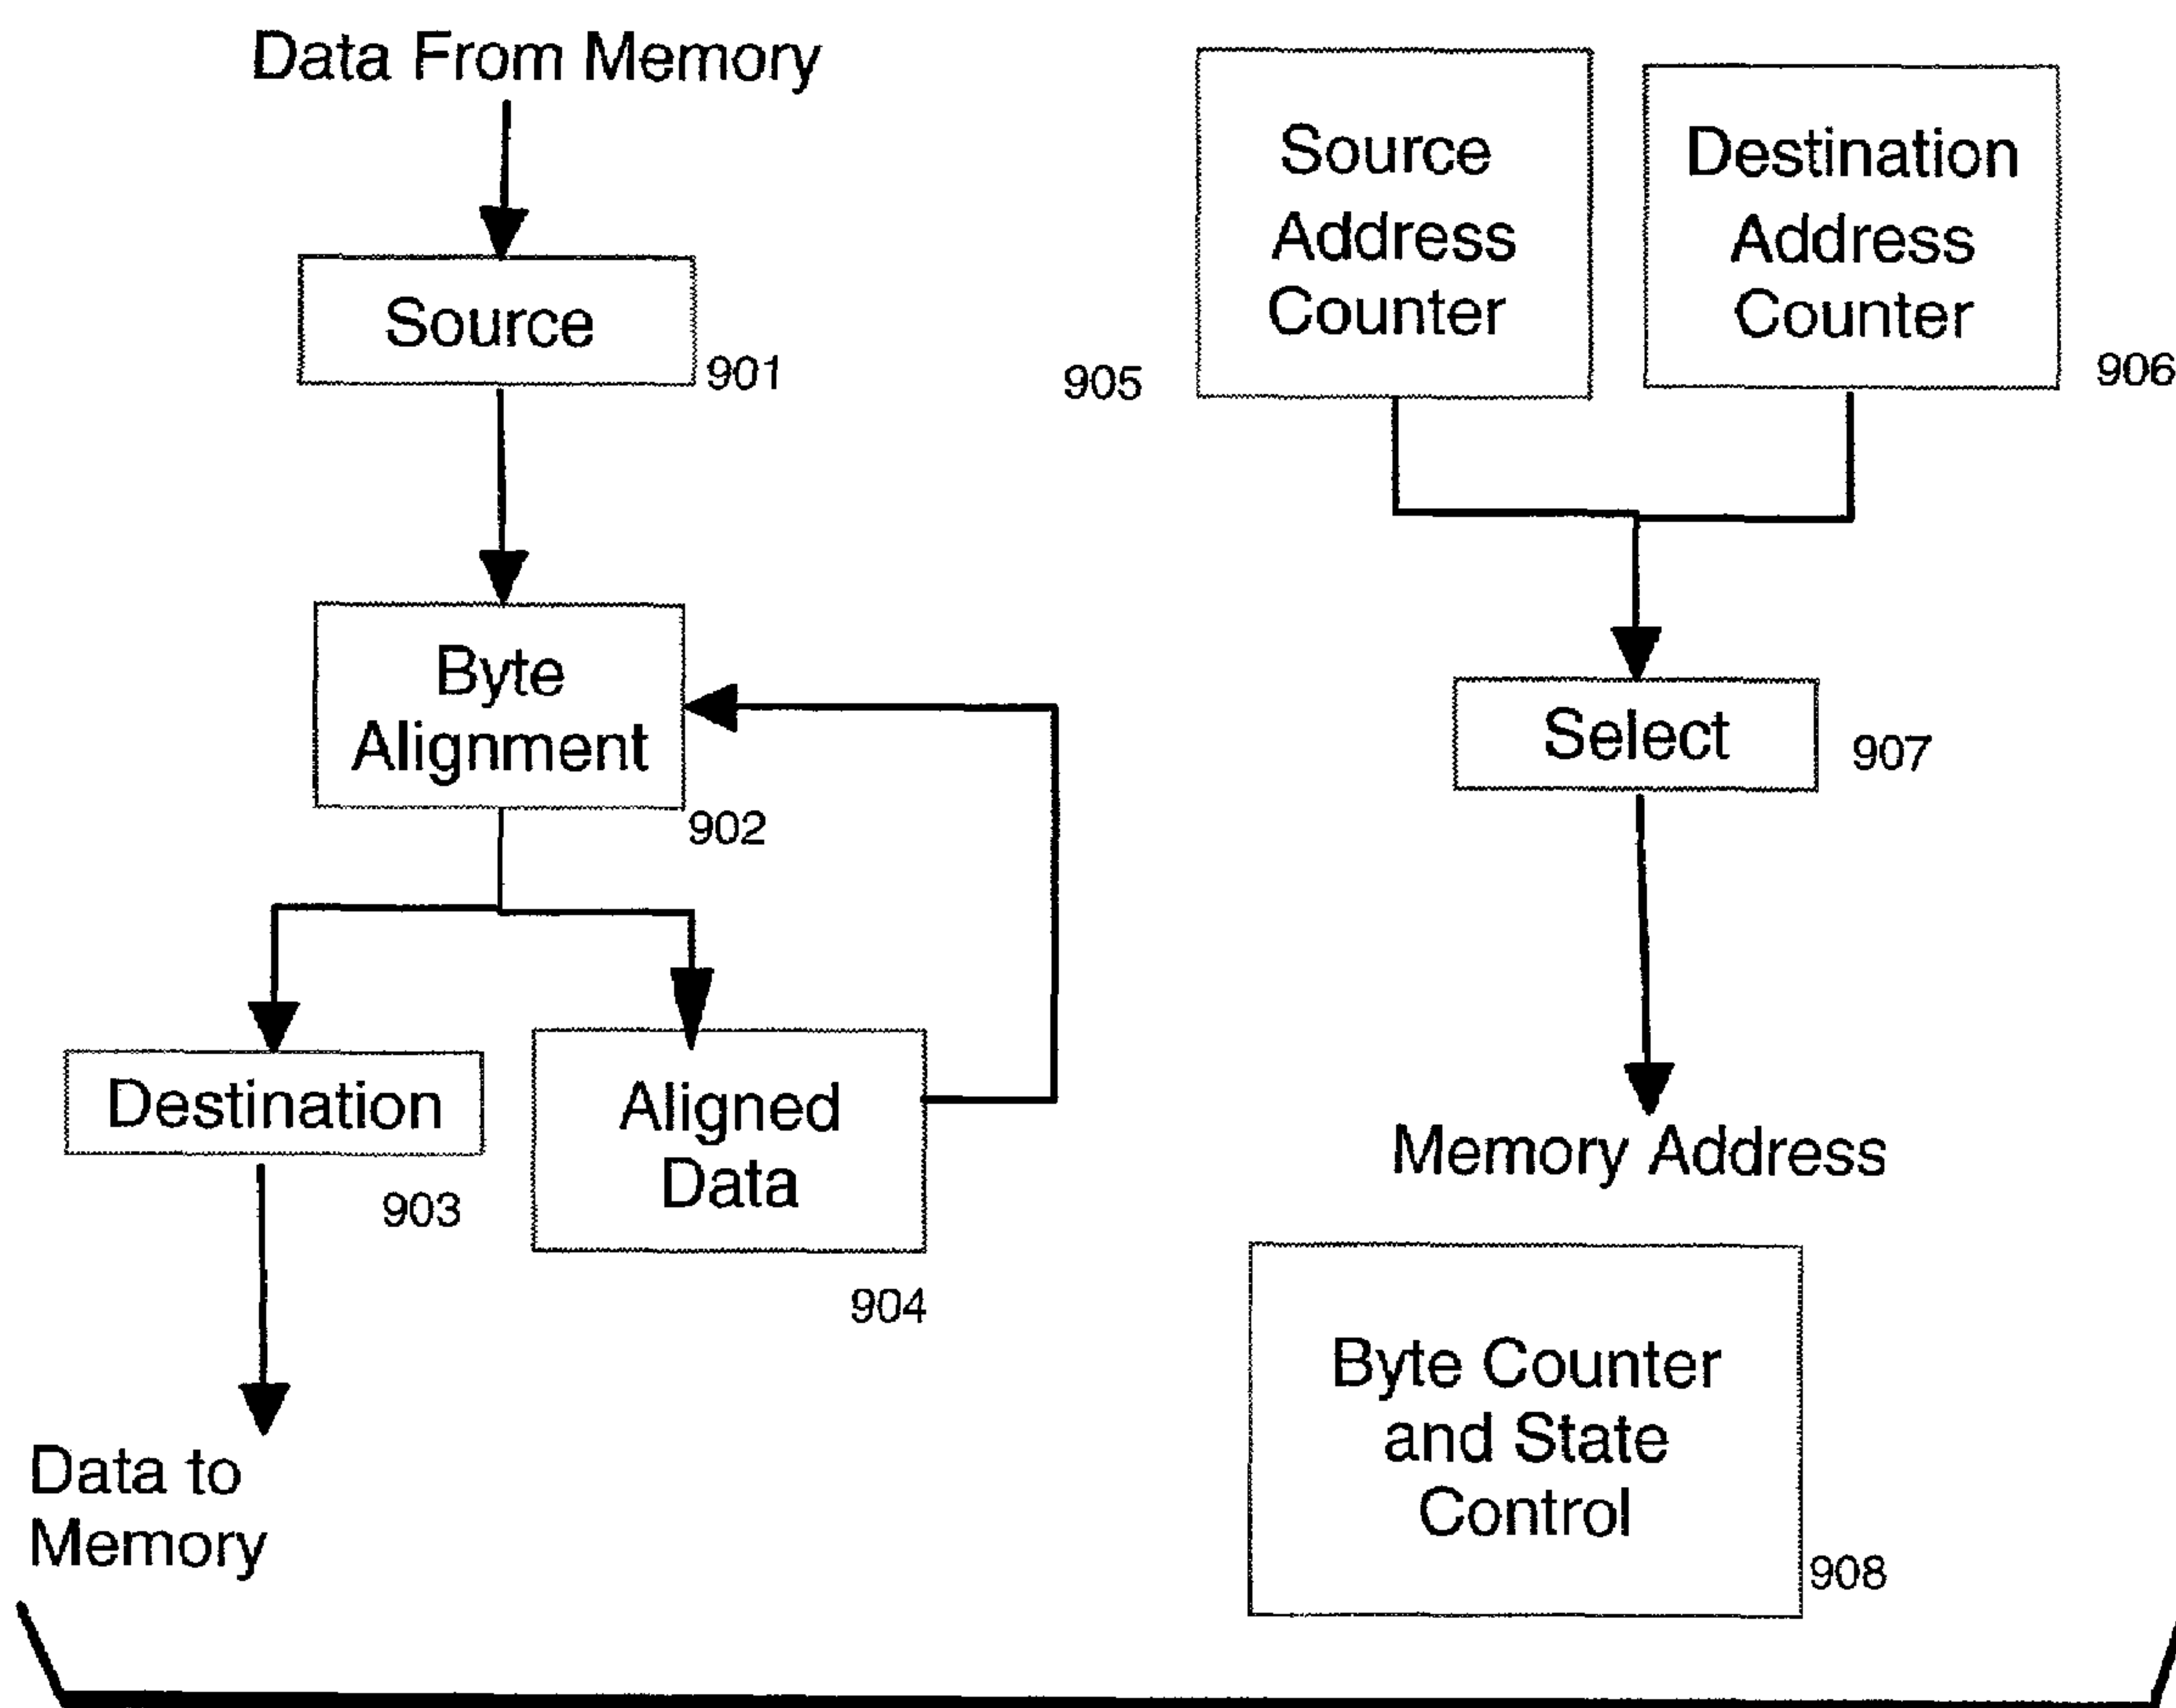 Data From Memory
Source
901
Byte
Alignment
902
Destination
903
Aligned
Data
904
Data to
Memory
Source
Address
Counter
905
Destination
Address
Counter
906
Select
907
Memory Address
Byte Counter
and State
Control
908